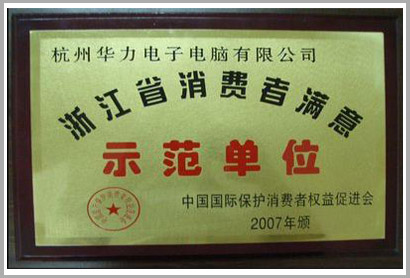 杭州华力电子电脑有限公司
浙江省消费者满意
示范单位
中国国际保护消费者权益促进会
2007年颁